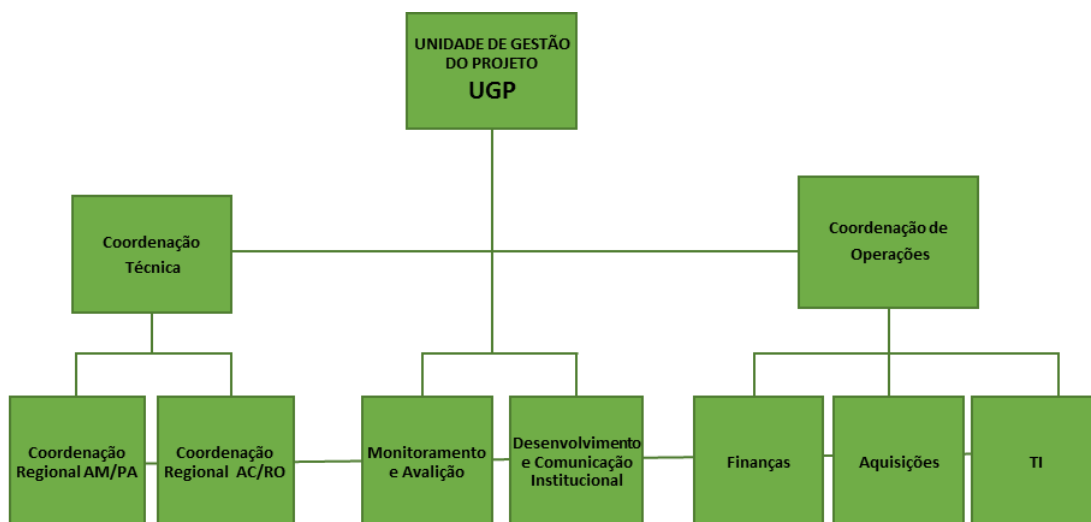 UNIDADE DE GESTÃO
DO PROJETO
UGP
Coordenação
Técnica
Coordenação de
Operações
Coordenação
Regional AM/PA
Coordenação
Regional AC/RO
Monitoramento
e Avalição
Desenvolvimento
e Comunicação
Institucional
Finanças
Aquisições
TI